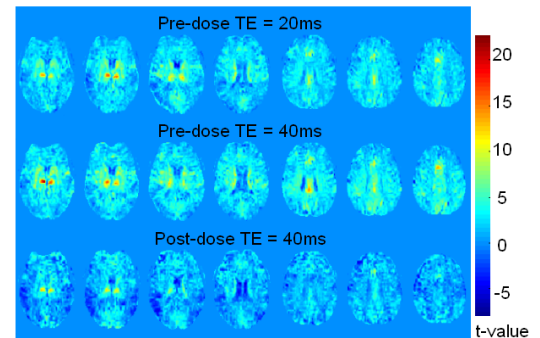 Pre-dose TE = 20ms
Pre-dose TE = 40ms
Post-dose TE = 40ms
20
15
10
5
0
-5
t-value